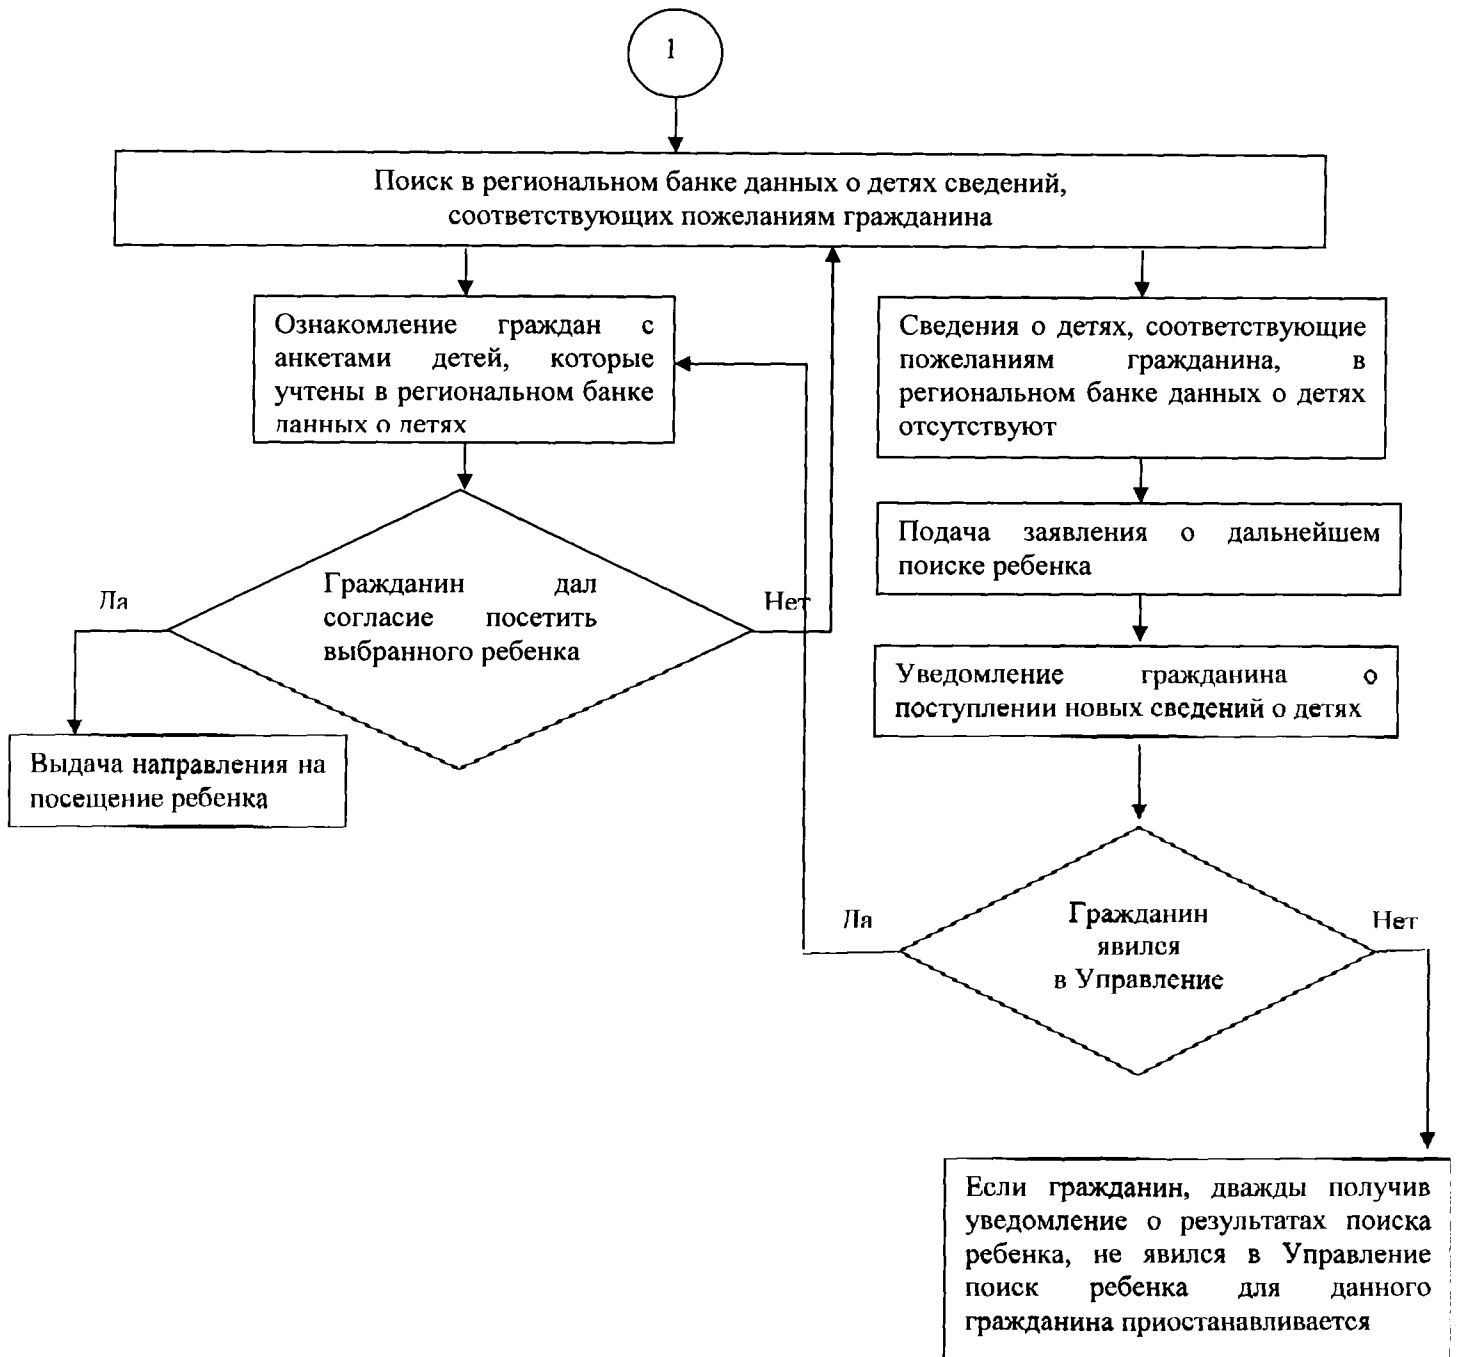 1
Поиск в региональном банке данных о детях сведений,
соответствующих пожеланиям гражданина
Ознакомление граждан с
анкетами детей, которые
учтены в региональном банке
данных о детях
Сведения о детях, соответствующие
пожеланиям гражданина, в
региональном банке данных о детях
отсутствуют
Подача заявления о дальнейшем
поиске ребенка
Гражданин дал
согласие посетить
выбранного ребенка
Да
Нет
Уведомление гражданина о
поступлении новых сведений о детях
Выдача направления на
посещение ребенка
Гражданин
явился
в Управление
Да
Нет
Если гражданин, дважды получив
уведомление о результатах поиска
ребенка, не явился в Управление
поиск ребенка для данного
гражданина приостанавливается